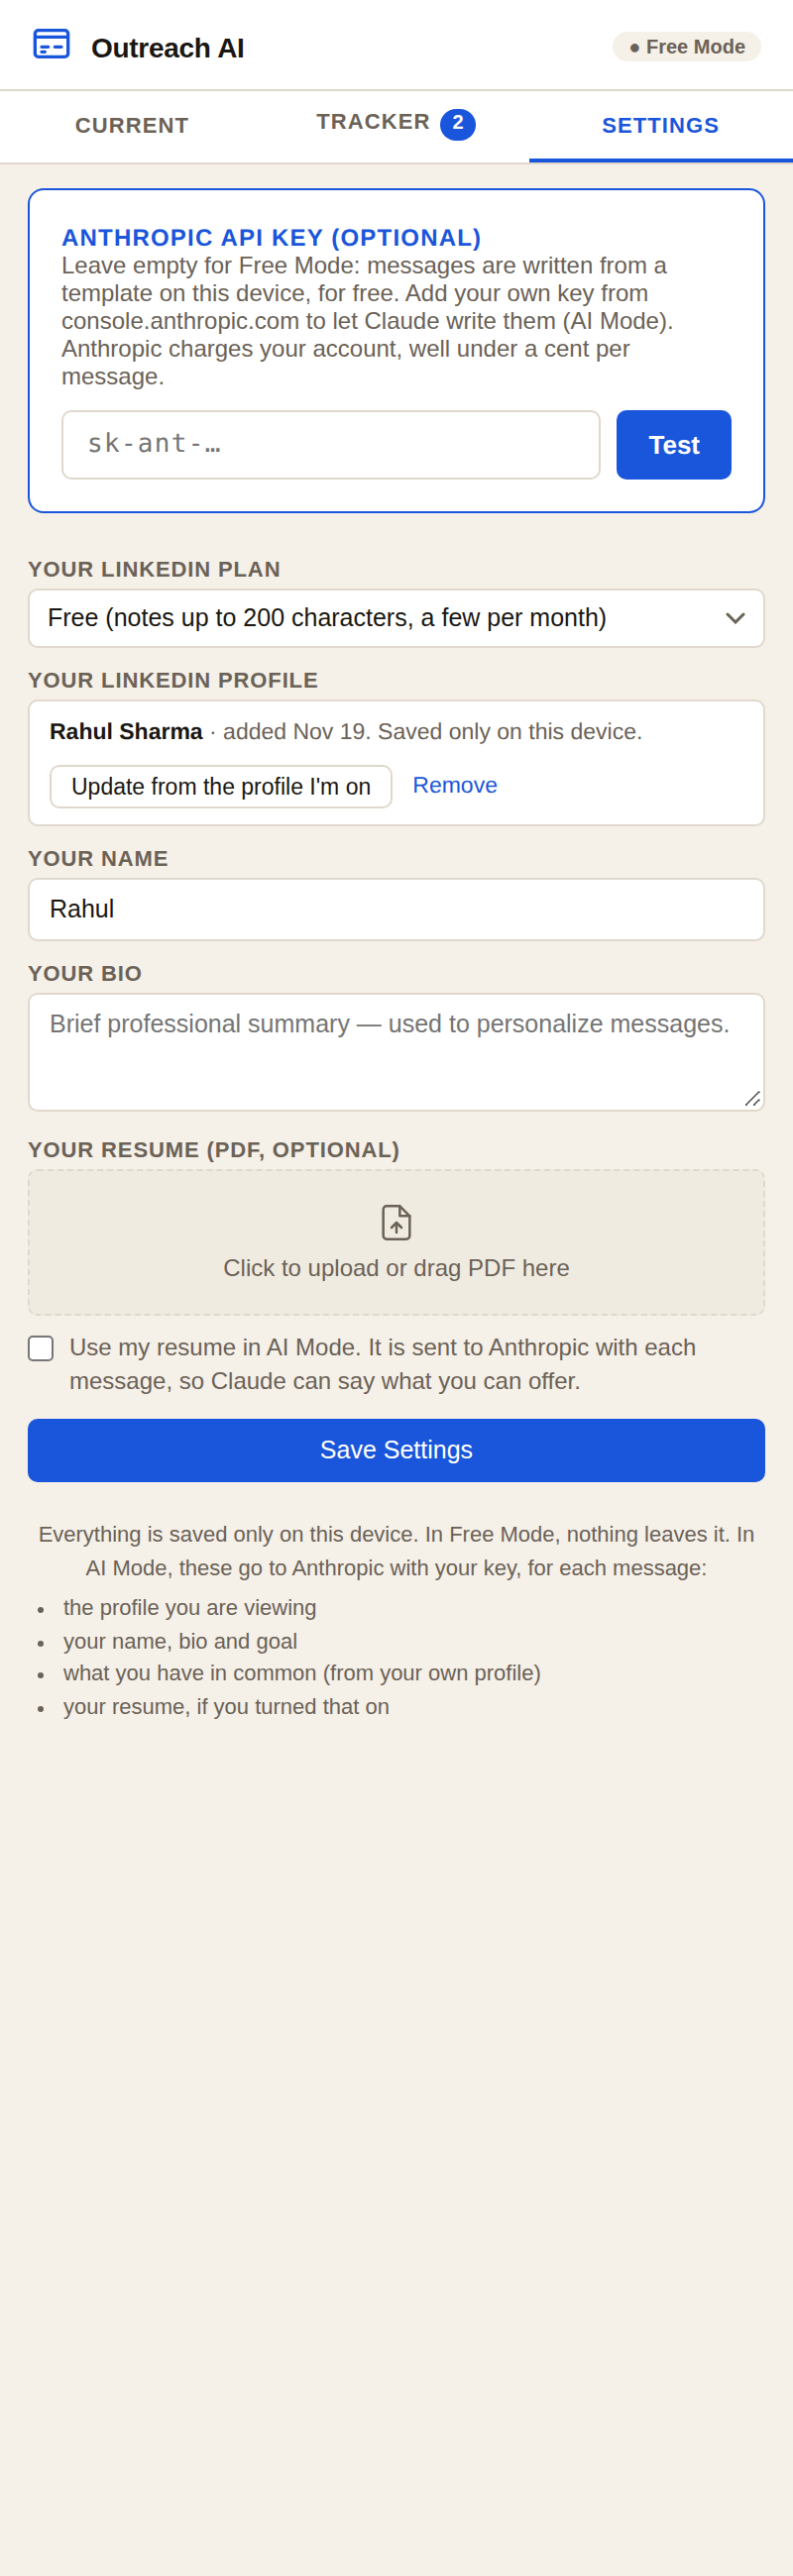 Outreach AI
● Free Mode
CURRENT
TRACKER 2
SETTINGS
ANTHROPIC API KEY (OPTIONAL)
Leave empty for Free Mode: messages are written from a
template on this device, for free. Add your own key from
console.anthropic.com to let Claude write them (AI Mode).
Anthropic charges your account, well under a cent per
message.
sk-ant-…
Test
YOUR LINKEDIN PLAN
Free (notes up to 200 characters, a few per month)
YOUR LINKEDIN PROFILE
Rahul Sharma · added Nov 19. Saved only on this device.
Update from the profile I'm on
Remove
YOUR NAME
Rahul
YOUR BIO
Brief professional summary — used to personalize messages.
YOUR RESUME (PDF, OPTIONAL)
Click to upload or drag PDF here
Use my resume in AI Mode. It is sent to Anthropic with each
message, so Claude can say what you can offer.
Save Settings
Everything is saved only on this device. In Free Mode, nothing leaves it. In
AI Mode, these go to Anthropic with your key, for each message:
• the profile you are viewing
• your name, bio and goal
• what you have in common (from your own profile)
• your resume, if you turned that on